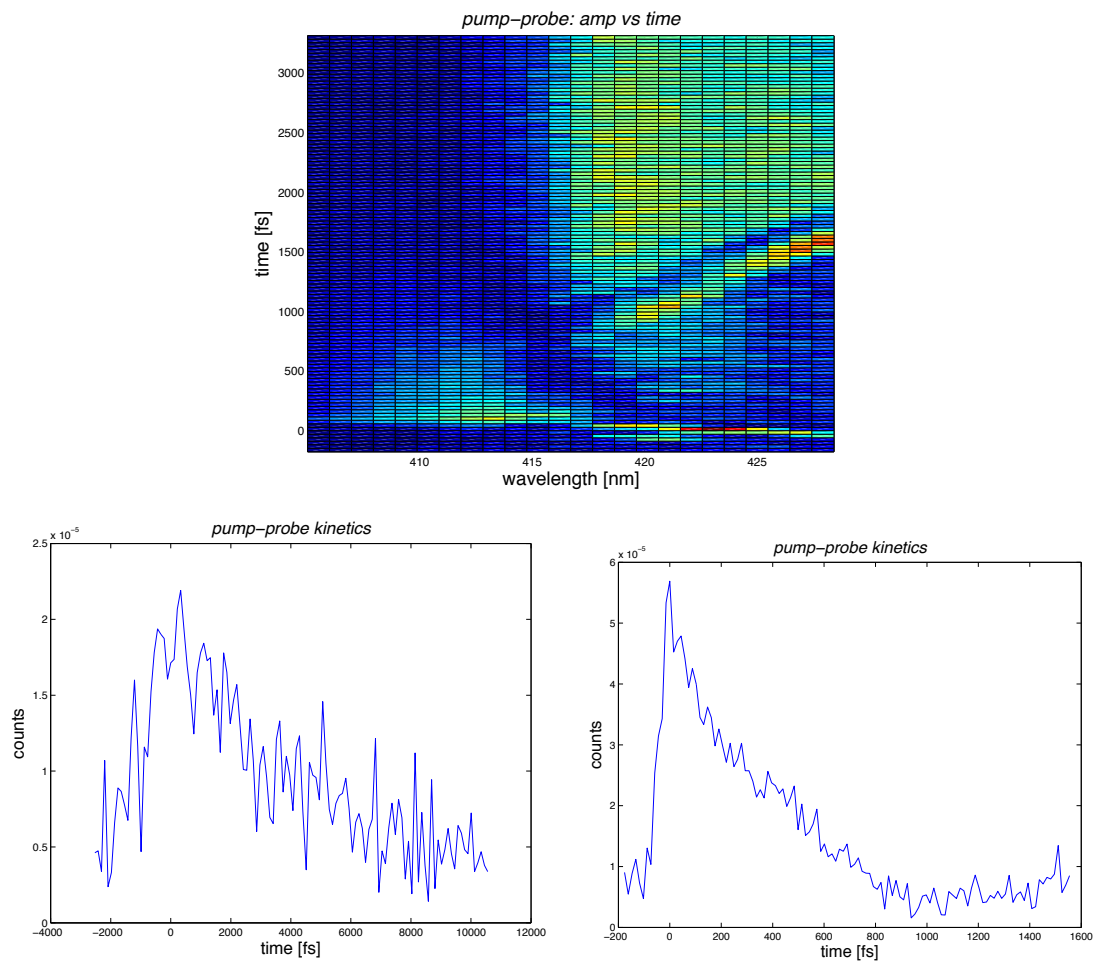 pump-probe: amp vs time
3000
2500
2000
1500
1000
500
0
time [fs]
410 415 420 425
wavelength [nm]
pump-probe kinetics
x 10⁻⁵
2.5
2
1.5
1
0.5
0
counts
-4000 -2000 0 2000 4000 6000 8000 10000 12000
time [fs]
pump-probe kinetics
x 10⁻⁵
6
5
4
3
2
1
0
counts
-200 0 200 400 600 800 1000 1200 1400 1600
time [fs]